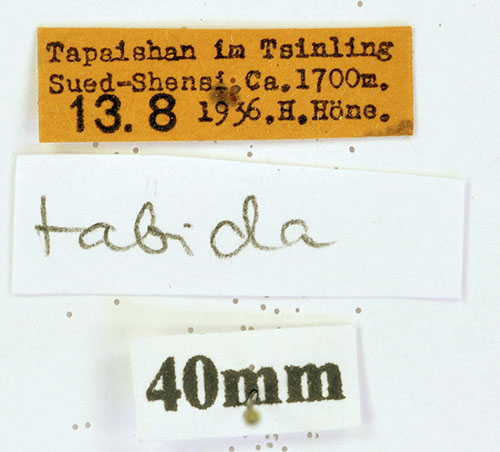 Tapaishan im Tsinling
Sued-Shensi Ca.1700m.
13.8 1936.H.Höne.
tabida
40mm